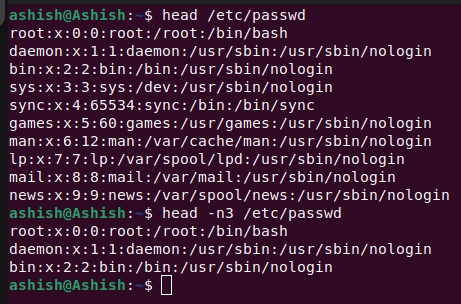 ashish@Ashish:~$ head /etc/passwd
root:x:0:0:root:/root:/bin/bash
daemon:x:1:1:daemon:/usr/sbin:/usr/sbin/nologin
bin:x:2:2:bin:/bin:/usr/sbin/nologin
sys:x:3:3:sys:/dev:/usr/sbin/nologin
sync:x:4:65534:sync:/bin:/bin/sync
games:x:5:60:games:/usr/games:/usr/sbin/nologin
man:x:6:12:man:/var/cache/man:/usr/sbin/nologin
lp:x:7:7:lp:/var/spool/lpd:/usr/sbin/nologin
mail:x:8:8:mail:/var/mail:/usr/sbin/nologin
news:x:9:9:news:/var/spool/news:/usr/sbin/nologin
ashish@Ashish:~$ head -n3 /etc/passwd
root:x:0:0:root:/root:/bin/bash
daemon:x:1:1:daemon:/usr/sbin:/usr/sbin/nologin
bin:x:2:2:bin:/bin:/usr/sbin/nologin
ashish@Ashish:~$